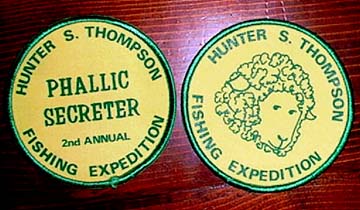 HUNTER S. THOMPSON
PHALLIC
SECRETER
2nd ANNUAL
FISHING EXPEDITION
HUNTER S. THOMPSON
FISHING EXPEDITION